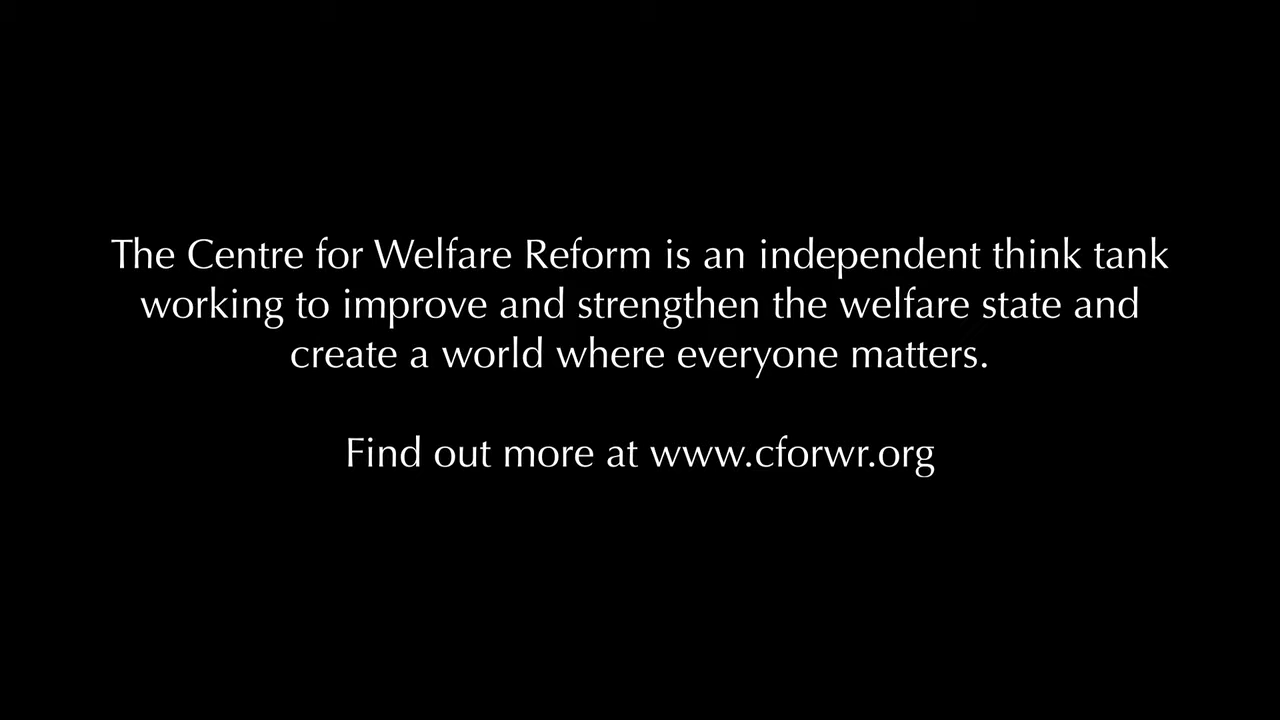 The Centre for Welfare Reform is an independent think tank
working to improve and strengthen the welfare state and
create a world where everyone matters.
Find out more at www.cforwr.org